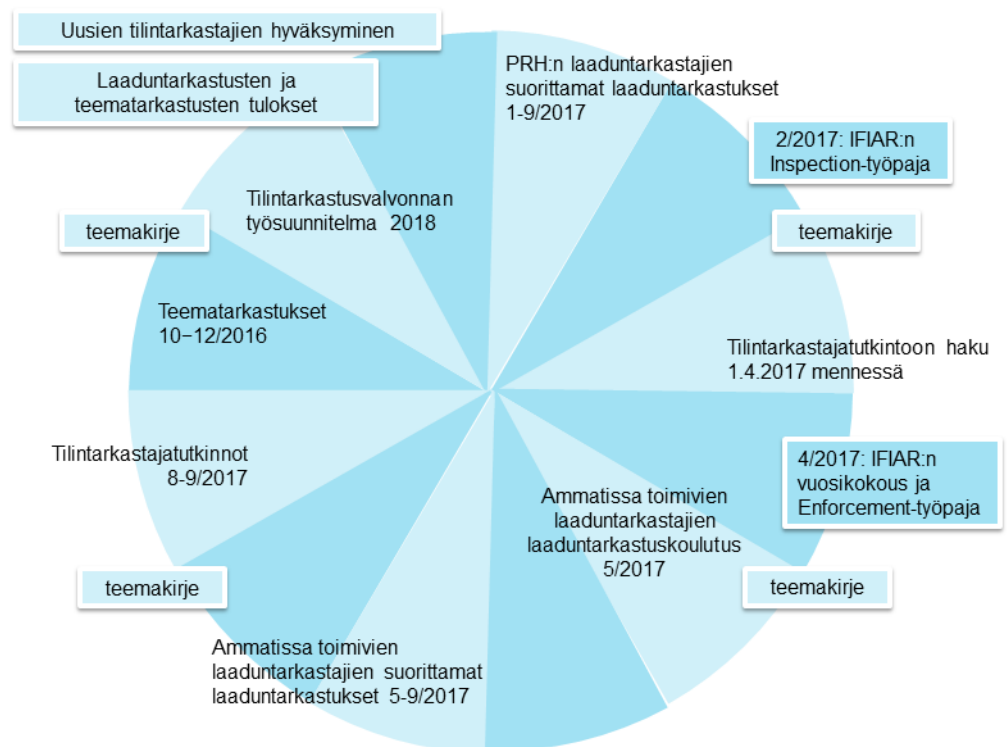 Uusien tilintarkastajien hyväksyminen
Laaduntarkastusten ja
teematarkastusten tulokset
PRH:n laaduntarkastajien
suorittamat laaduntarkastukset
1-9/2017
2/2017: IFIAR:n
Inspection-työpaja
teemakirje
Tilintarkastajatutkintoon haku
1.4.2017 mennessä
4/2017: IFIAR:n
vuosikokous ja
Enforcement-työpaja
teemakirje
Ammatissa toimivien
laaduntarkastajien
laaduntarkastuskoulutus
5/2017
Ammatissa toimivien
laaduntarkastajien suorittamat
laaduntarkastukset 5-9/2017
teemakirje
Tilintarkastajatutkinnot
8-9/2017
Teematarkastukset
10−12/2016
teemakirje
Tilintarkastusvalvonnan
työsuunnitelma 2018